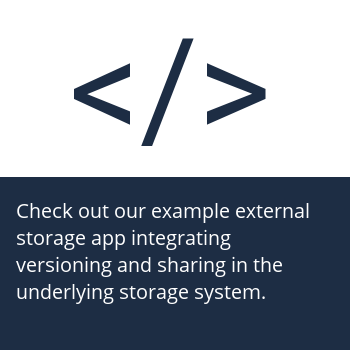 </>
Check out our example external
storage app integrating
versioning and sharing in the
underlying storage system.